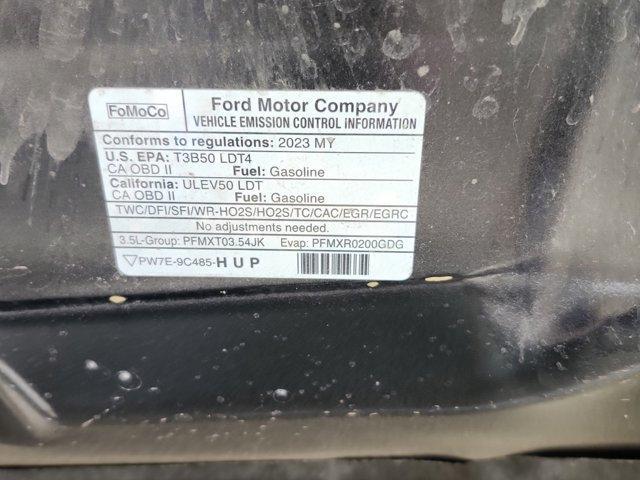 FoMoCo
Ford Motor Company
VEHICLE EMISSION CONTROL INFORMATION
Conforms to regulations: 2023 MY
U.S. EPA: T3B50 LDT4
CA OBD II Fuel: Gasoline
California: ULEV50 LDT
CA OBD II Fuel: Gasoline
TWC/DFI/SFI/WR-HO2S/HO2S/TC/CAC/EGR/EGRC
No adjustments needed.
3.5L-Group: PFMXT03.54JK Evap: PFMXR0200GDG
PW7E-9C485-HUP